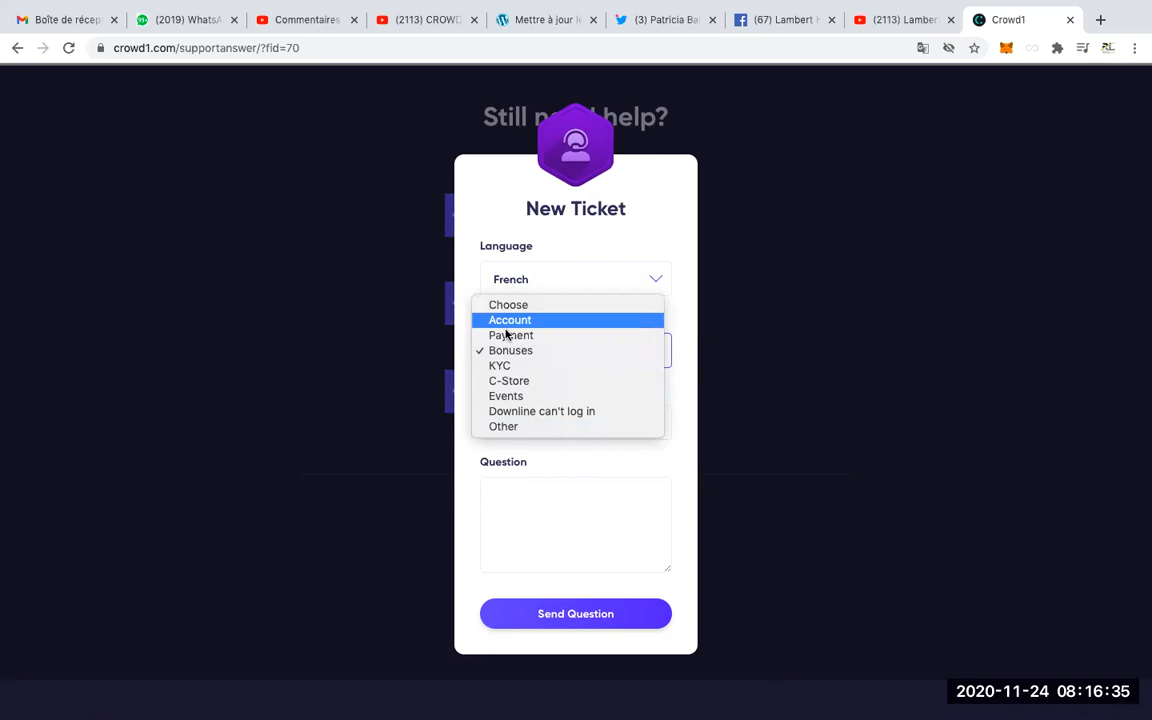 Boîte de récep
(2019) WhatsA
Commentaires
(2113) CROWD
Mettre à jour l
(3) Patricia Ba
(67) Lambert
(2113) Lamber
Crowd1
crowd1.com/supportanswer/?fid=70
Still help?
New Ticket
Language
French
Choose
Account
Payment
Bonuses
KYC
C-Store
Events
Downline can't log in
Other
Question
Send Question
2020-11-24 08:16:35